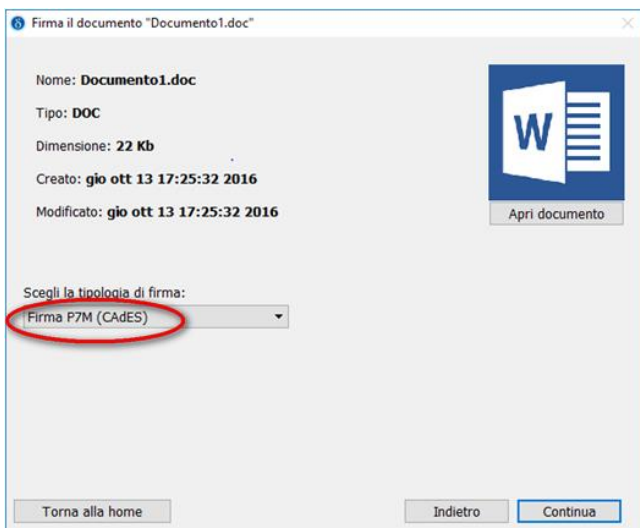 Firma il documento "Documento1.doc"
Nome: Documento1.doc
Tipo: DOC
Dimensione: 22 Kb
Creato: gio ott 13 17:25:32 2016
Modificato: gio ott 13 17:25:32 2016
W
Apri documento
Scegli la tipologia di firma:
Firma P7M (CAdES)
Torna alla home
Indietro
Continua